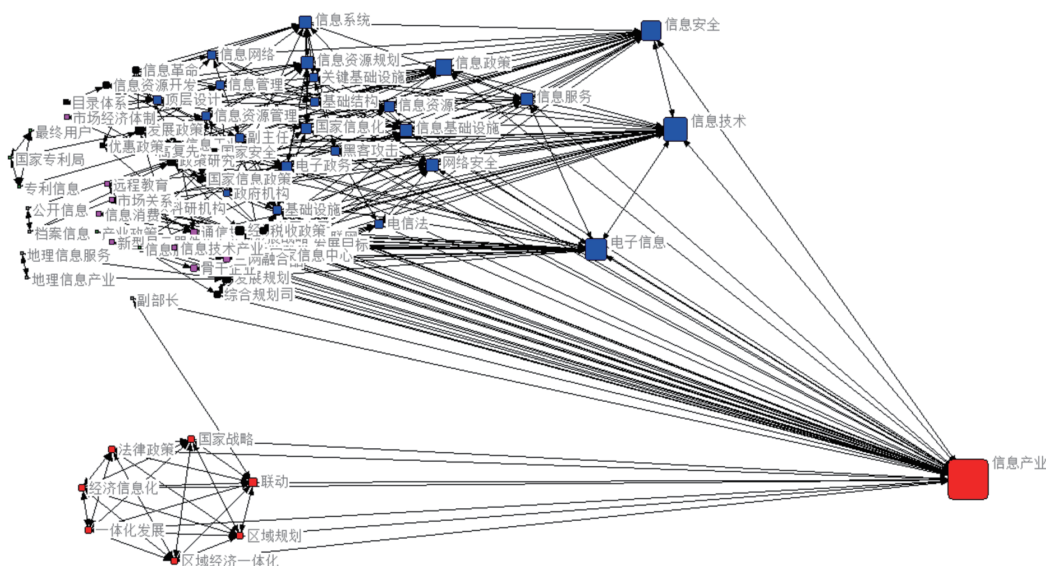 信息系统
信息安全
信息网络
信息资源规划
信息政策
信息革命
关键基础设施
信息资源开发
信息管理
目录体系
顶层设计
基础结构
信息资源
信息服务
市场经济体制
信息资源管理
信息技术
最终用户
发展政策
副主任
国家信息化
信息基础设施
优惠政策
国家安全
黑客攻击
国家专利局
政策研究
电子政务
网络安全
国家信息政策
专利信息
远程教育
政府机构
市场关系
公开信息
信息消费
科研机构
基础设施
电信法
档案信息
产业政策
税收政策
电子信息
新型
信息技术产业
发展目标
地理信息服务
三网融合
信息中心
骨干企业
地理信息产业
发展规划
综合规划司
副部长
国家战略
法律政策
信息产业
联动
经济信息化
一体化发展
区域规划
区域经济一体化